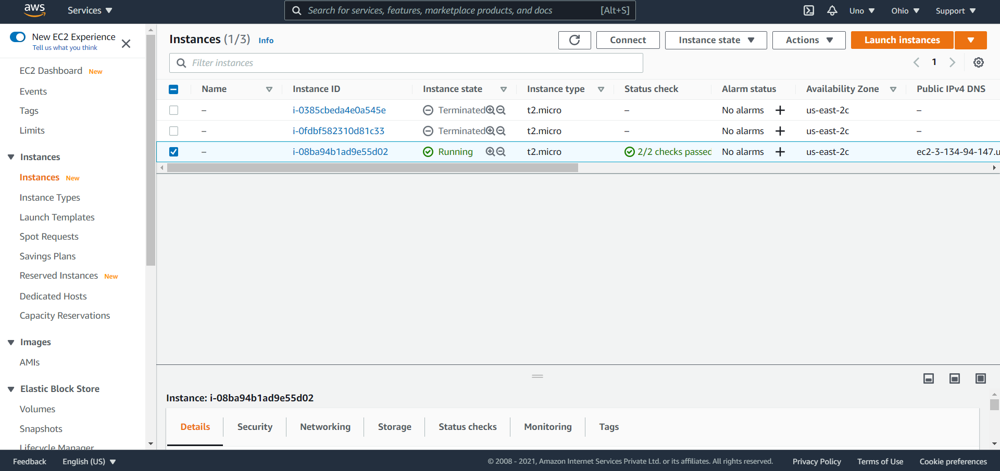 aws Services Search for services, features, marketplace products, and docs [Alt+S] Uno Ohio Support
New EC2 Experience
Tell us what you think
EC2 Dashboard New
Events
Tags
Limits
Instances
Instances New
Instance Types
Launch Templates
Spot Requests
Savings Plans
Reserved Instances New
Dedicated Hosts
Capacity Reservations
Images
AMIs
Elastic Block Store
Volumes
Snapshots
Lifecycle Manager
Instances (1/3) Info Connect Instance state Actions Launch instances
Filter instances 1
Name Instance ID Instance state Instance type Status check Alarm status Availability Zone Public IPv4 DNS
– i-0385cbeda4e0a545e Terminated t2.micro – No alarms us-east-2c –
– i-0fdbf582310d81c33 Terminated t2.micro – No alarms us-east-2c –
– i-08ba94b1ad9e55d02 Running t2.micro 2/2 checks passed No alarms us-east-2c ec2-3-134-94-147.u
Instance: i-08ba94b1ad9e55d02
Details Security Networking Storage Status checks Monitoring Tags
Feedback English (US) © 2008 - 2021, Amazon Internet Services Private Ltd. or its affiliates. All rights reserved. Privacy Policy Terms of Use Cookie preferences